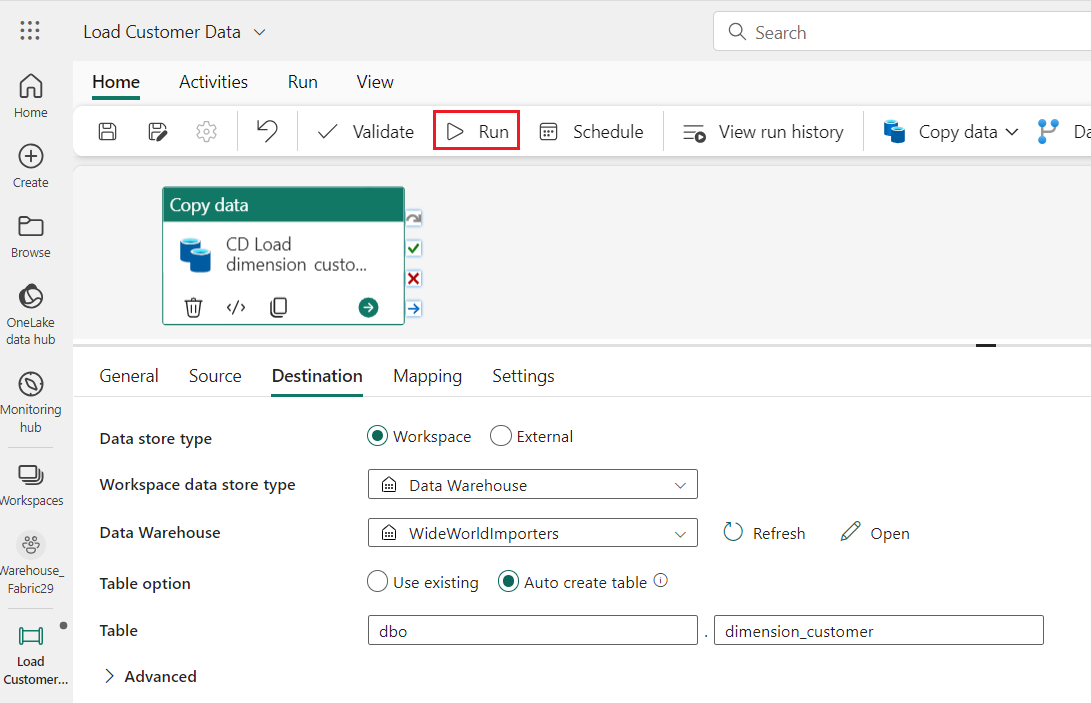 Load Customer Data
Search
Home
Activities
Run
View
Validate
Run
Schedule
View run history
Copy data
Da
Home
Create
Browse
OneLake
data hub
Monitoring
hub
Workspaces
Warehouse_
Fabric29
Load
Customer...
Copy data
CD Load
dimension_custo...
General
Source
Destination
Mapping
Settings
Data store type
Workspace
External
Workspace data store type
Data Warehouse
Data Warehouse
WideWorldImporters
Refresh
Open
Table option
Use existing
Auto create table
Table
dbo
.
dimension_customer
Advanced